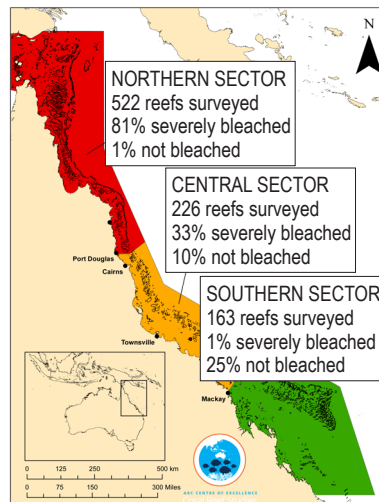 N
NORTHERN SECTOR
522 reefs surveyed
81% severely bleached
1% not bleached
CENTRAL SECTOR
226 reefs surveyed
33% severely bleached
10% not bleached
Port Douglas
Cairns
SOUTHERN SECTOR
163 reefs surveyed
1% severely bleached
25% not bleached
Townsville
Mackay
0 125 250 500 km
0 75 150 300 Miles
ARC CENTRE OF EXCELLENCE